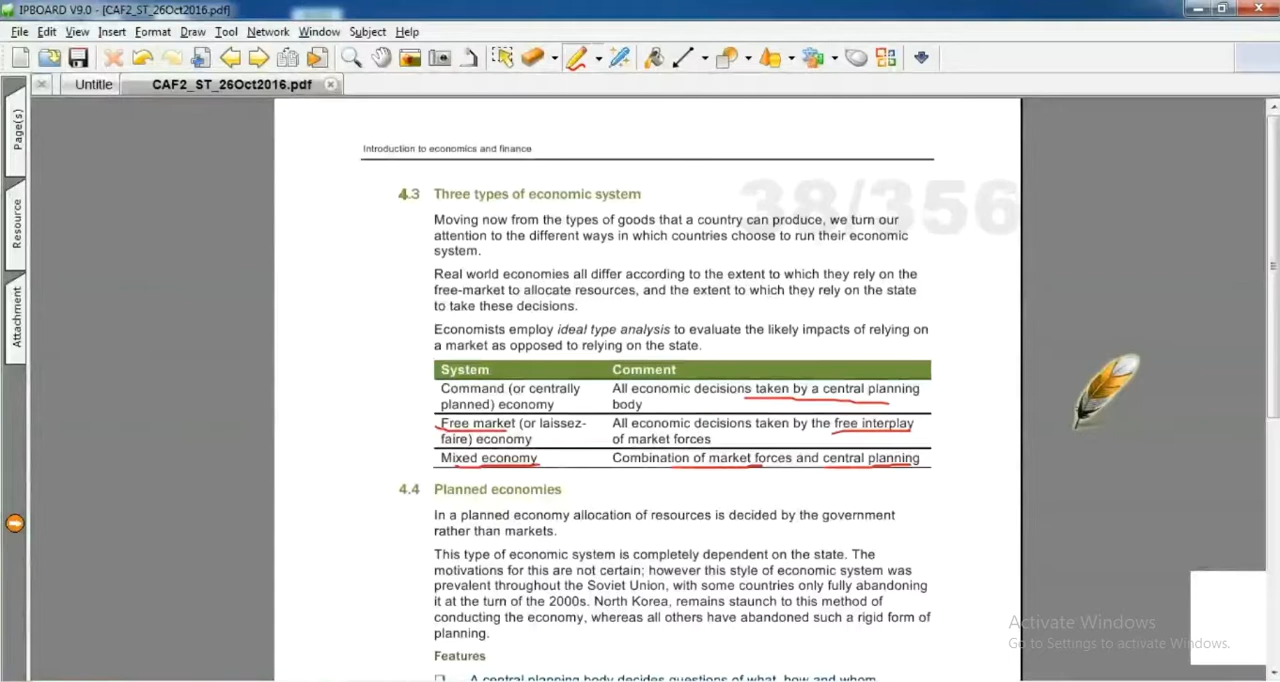 IPBOARD V9.0 - [CAF2_ST_26Oct2016.pdf]
File Edit View Insert Format Draw Tool Network Window Subject Help
Untitle CAF2_ST_26Oct2016.pdf
Page(s)
Resource
Attachment
Introduction to economics and finance
38/356
4.3 Three types of economic system
Moving now from the types of goods that a country can produce, we turn our
attention to the different ways in which countries choose to run their economic
system.
Real world economies all differ according to the extent to which they rely on the
free-market to allocate resources, and the extent to which they rely on the state
to take these decisions.
Economists employ ideal type analysis to evaluate the likely impacts of relying on
a market as opposed to relying on the state.
System Comment
Command (or centrally All economic decisions taken by a central planning
planned) economy body
Free market (or laissez- All economic decisions taken by the free interplay
faire) economy of market forces
Mixed economy Combination of market forces and central planning
4.4 Planned economies
In a planned economy allocation of resources is decided by the government
rather than markets.
This type of economic system is completely dependent on the state. The
motivations for this are not certain; however this style of economic system was
prevalent throughout the Soviet Union, with some countries only fully abandoning
it at the turn of the 2000s. North Korea, remains staunch to this method of
conducting the economy, whereas all others have abandoned such a rigid form of
planning.
Features
A central planning body decides questions of what, how and whom
Activate Windows
Go to Settings to activate Windows.